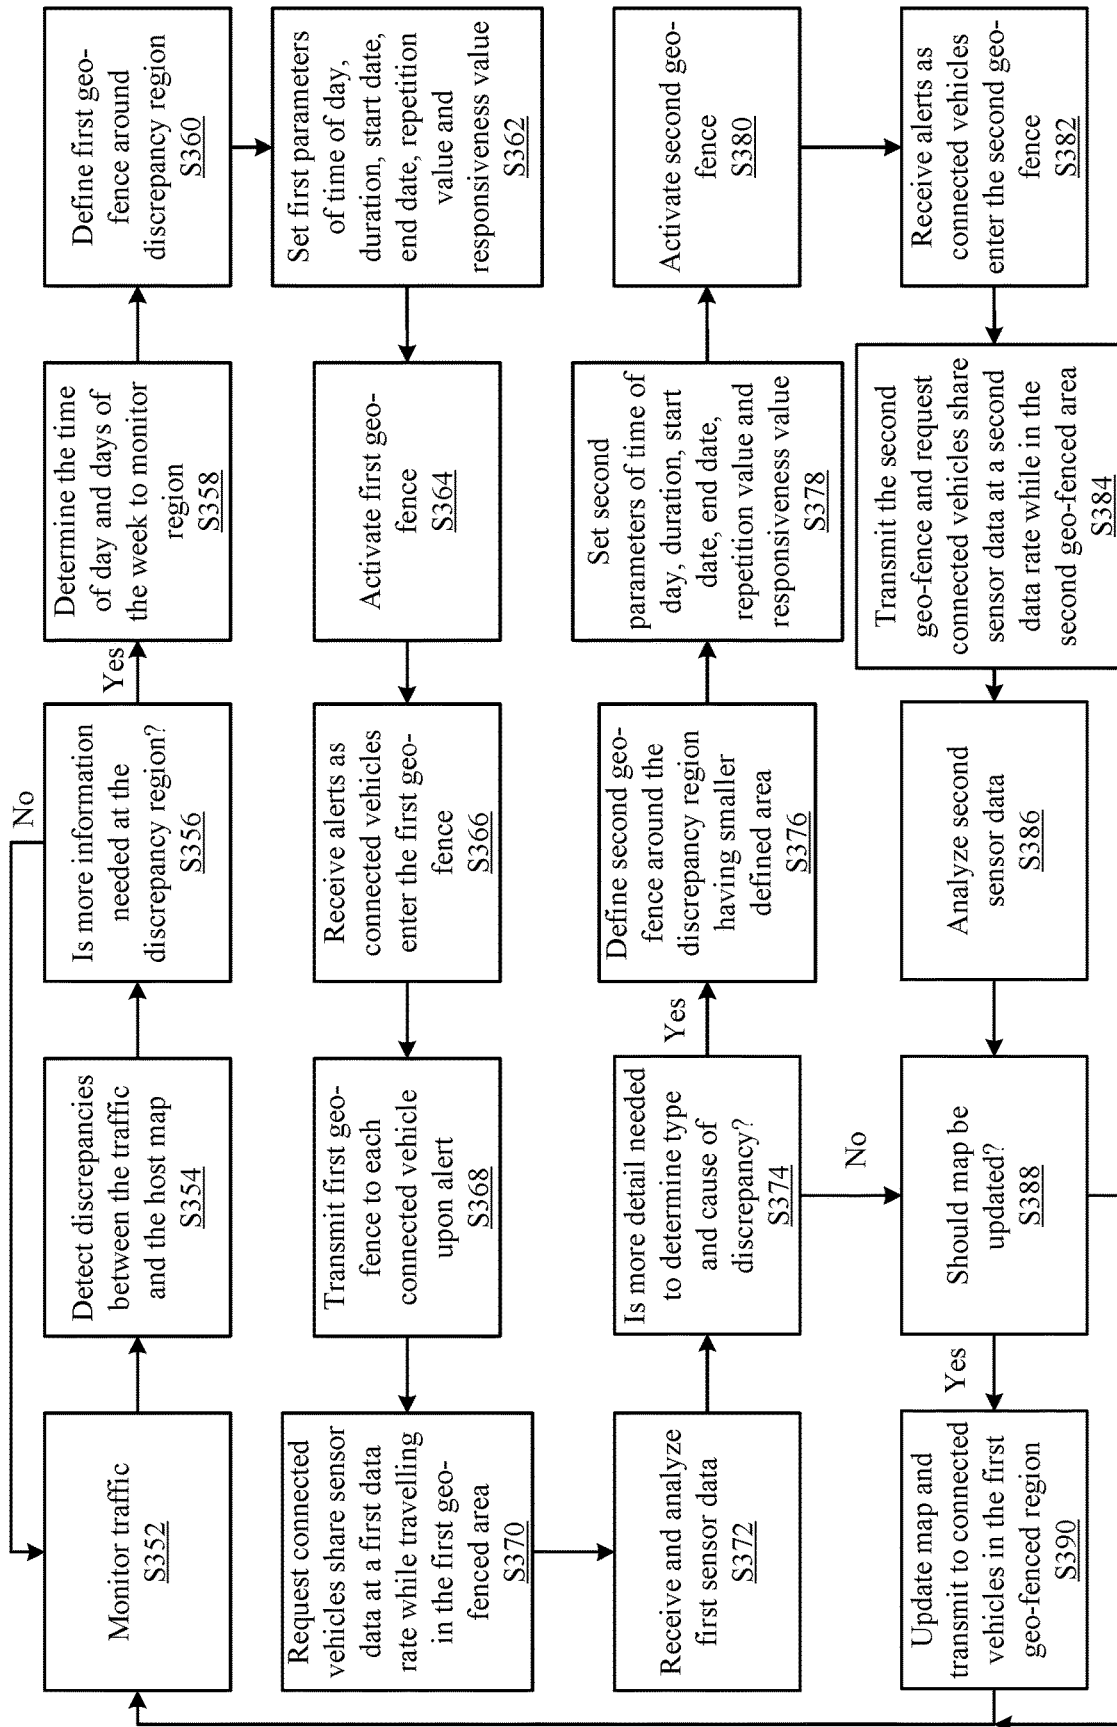 Monitor traffic
S352
Detect discrepancies
between the traffic
and the host map
S354
Is more information
needed at the
discrepancy region?
S356
No
Yes
Determine the time
of day and days of
the week to monitor
region
S358
Define first geo-
fence around
discrepancy region
S360
Set first parameters
of time of day,
duration, start date,
end date, repetition
value and
responsiveness value
S362
Activate first geo-
fence
S364
Receive alerts as
connected vehicles
enter the first geo-
fence
S366
Transmit first geo-
fence to each
connected vehicle
upon alert
S368
Request connected
vehicles share sensor
data at a first data
rate while travelling
in the first geo-
fenced area
S370
Receive and analyze
first sensor data
S372
Is more detail needed
to determine type
and cause of
discrepancy?
S374
Yes
No
Define second geo-
fence around the
discrepancy region
having smaller
defined area
S376
Set second
parameters of time of
day, duration, start
date, end date,
repetition value and
responsiveness value
S378
Activate second geo-
fence
S380
Receive alerts as
connected vehicles
enter the second geo-
fence
S382
Transmit the second
geo-fence and request
connected vehicles share
sensor data at a second
data rate while in the
second geo-fenced area
S384
Analyze second
sensor data
S386
Should map be
updated?
S388
Yes
Update map and
transmit to connected
vehicles in the first
geo-fenced region
S390